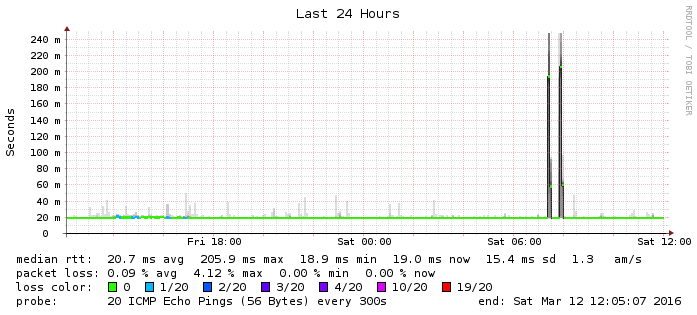 Last 24 Hours
RRDTOOL / TOBI OETIKER
Seconds
240 m
220 m
200 m
180 m
160 m
140 m
120 m
100 m
80 m
60 m
40 m
20 m
0
Fri 18:00 Sat 00:00 Sat 06:00 Sat 12:00
median rtt: 20.7 ms avg 205.9 ms max 18.9 ms min 19.0 ms now 15.4 ms sd 1.3 am/s
packet loss: 0.09 % avg 4.12 % max 0.00 % min 0.00 % now
loss color: 0 1/20 2/20 3/20 4/20 10/20 19/20
probe: 20 ICMP Echo Pings (56 Bytes) every 300s end: Sat Mar 12 12:05:07 2016